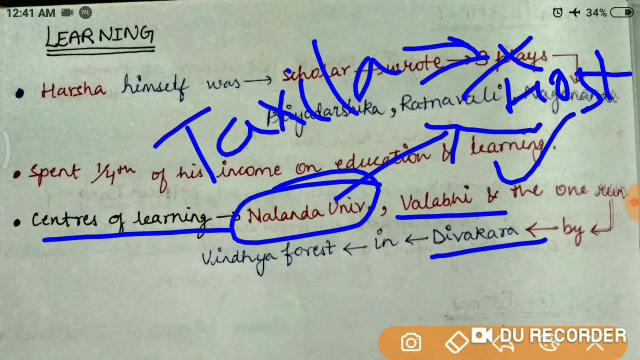 12:41 AM
34%
LEARNING
• Harsha himself was → scholar → wrote → 3 plays
Priyadarshika, Ratnavali, Nagananda
Taxila →
Host
• Spent 1/4th of his income on education & learning.
• Centres of learning → Nalanda Univ, Valabhi & the one run
Vindhya forest ← in ← Divakara ← by ←
DU RECORDER